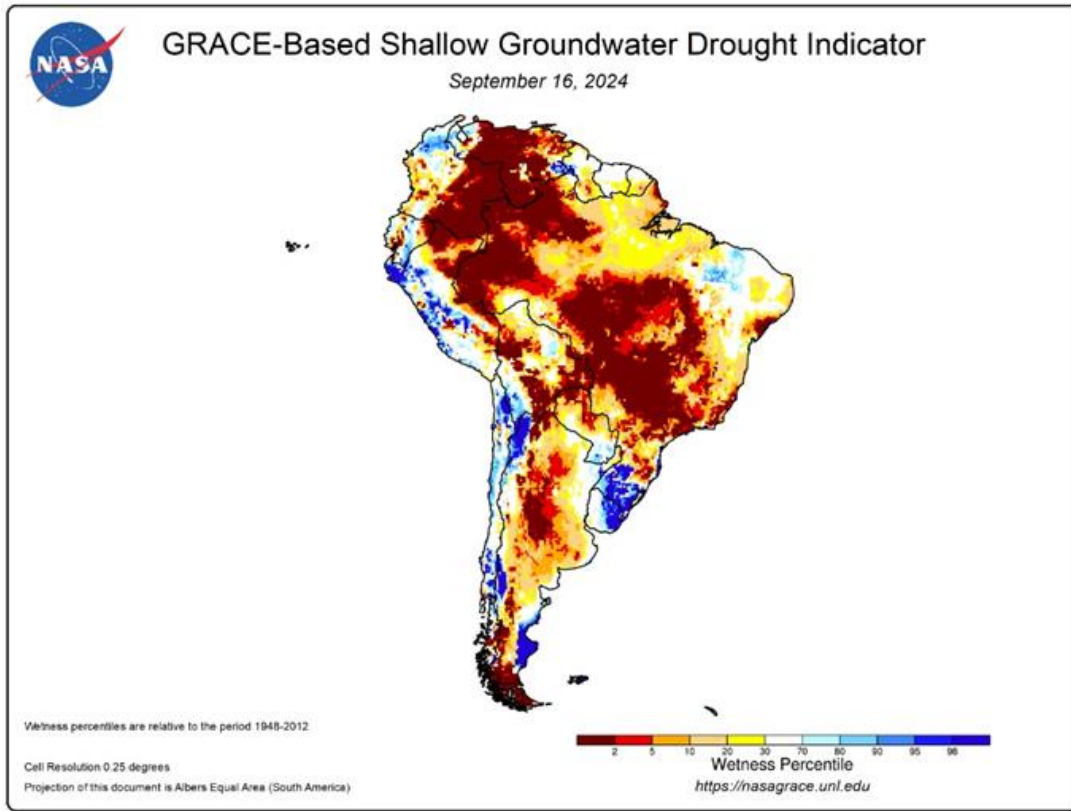 NASA
GRACE-Based Shallow Groundwater Drought Indicator
September 16, 2024
Wetness percentiles are relative to the period 1948-2012
Cell Resolution 0.25 degrees
Projection of this document is Albers Equal Area (South America)
2 5 10 20 30 70 80 90 95 98
Wetness Percentile
https://nasagrace.unl.edu